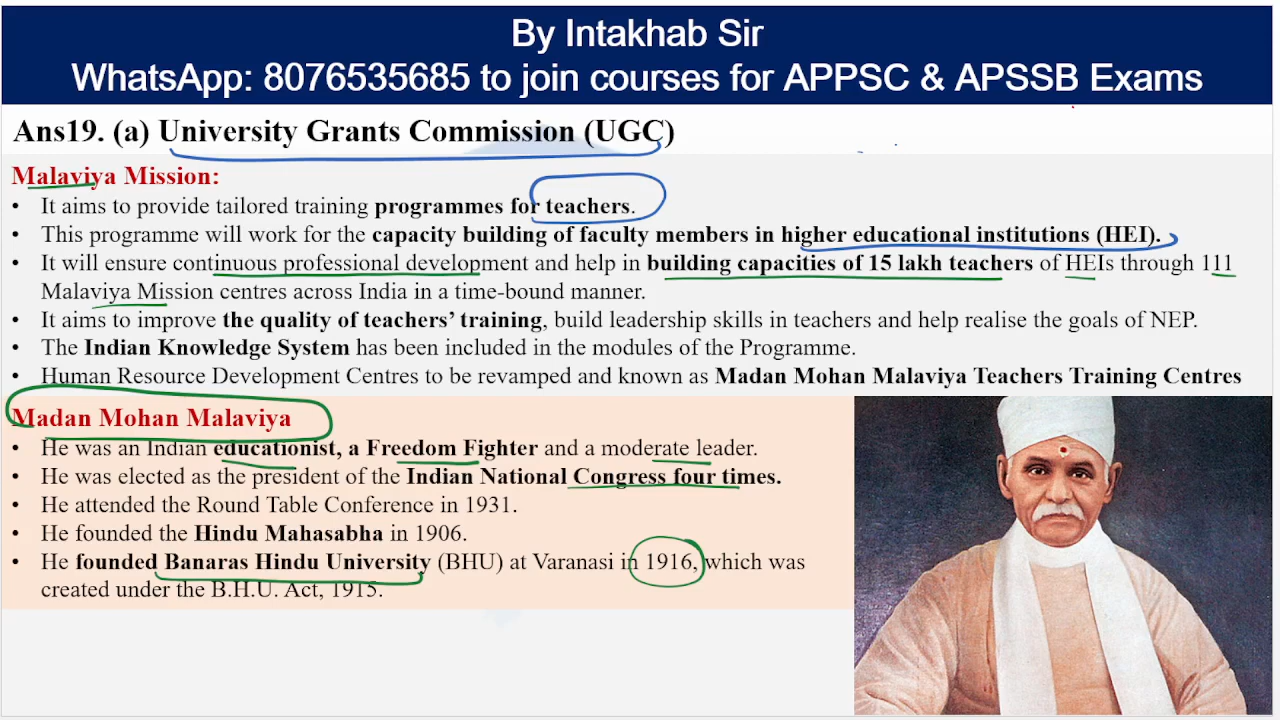 By Intakhab Sir
WhatsApp: 8076535685 to join courses for APPSC & APSSB Exams
Ans19. (a) University Grants Commission (UGC)
Malaviya Mission:
• It aims to provide tailored training programmes for teachers.
• This programme will work for the capacity building of faculty members in higher educational institutions (HEI).
• It will ensure continuous professional development and help in building capacities of 15 lakh teachers of HEIs through 111
Malaviya Mission centres across India in a time-bound manner.
• It aims to improve the quality of teachers’ training, build leadership skills in teachers and help realise the goals of NEP.
• The Indian Knowledge System has been included in the modules of the Programme.
• Human Resource Development Centres to be revamped and known as Madan Mohan Malaviya Teachers Training Centres
Madan Mohan Malaviya
• He was an Indian educationist, a Freedom Fighter and a moderate leader.
• He was elected as the president of the Indian National Congress four times.
• He attended the Round Table Conference in 1931.
• He founded the Hindu Mahasabha in 1906.
• He founded Banaras Hindu University (BHU) at Varanasi in 1916, which was
created under the B.H.U. Act, 1915.